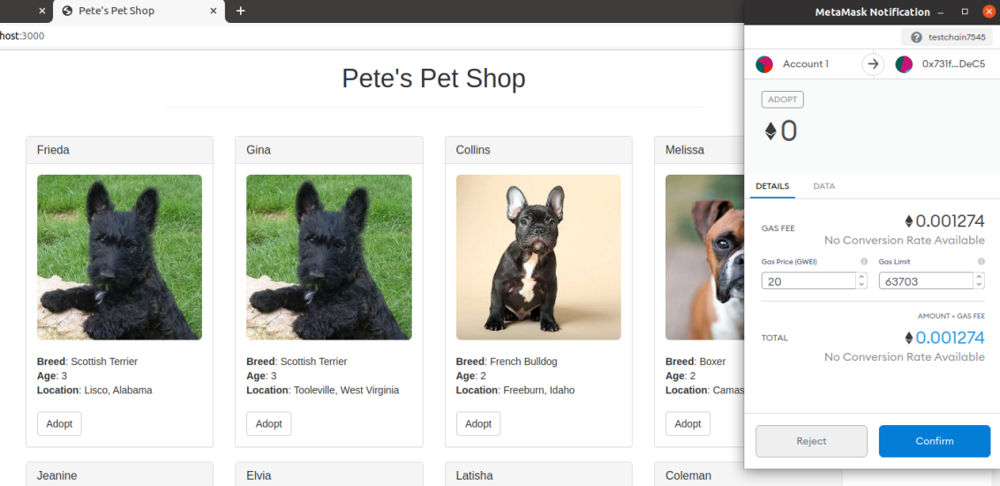 Pete's Pet Shop
host:3000
Pete's Pet Shop
Frieda
Breed: Scottish Terrier
Age: 3
Location: Lisco, Alabama
Adopt
Gina
Breed: Scottish Terrier
Age: 3
Location: Tooleville, West Virginia
Adopt
Collins
Breed: French Bulldog
Age: 2
Location: Freeburn, Idaho
Adopt
Melissa
Breed: Boxer
Age: 2
Location: Camas
Adopt
Jeanine
Elvia
Latisha
Coleman
MetaMask Notification
testchain7545
Account 1
0x731f...DeC5
ADOPT
0
DETAILS
DATA
GAS FEE
0.001274
No Conversion Rate Available
Gas Price (GWEI)
Gas Limit
20
63703
AMOUNT + GAS FEE
TOTAL
0.001274
No Conversion Rate Available
Reject
Confirm